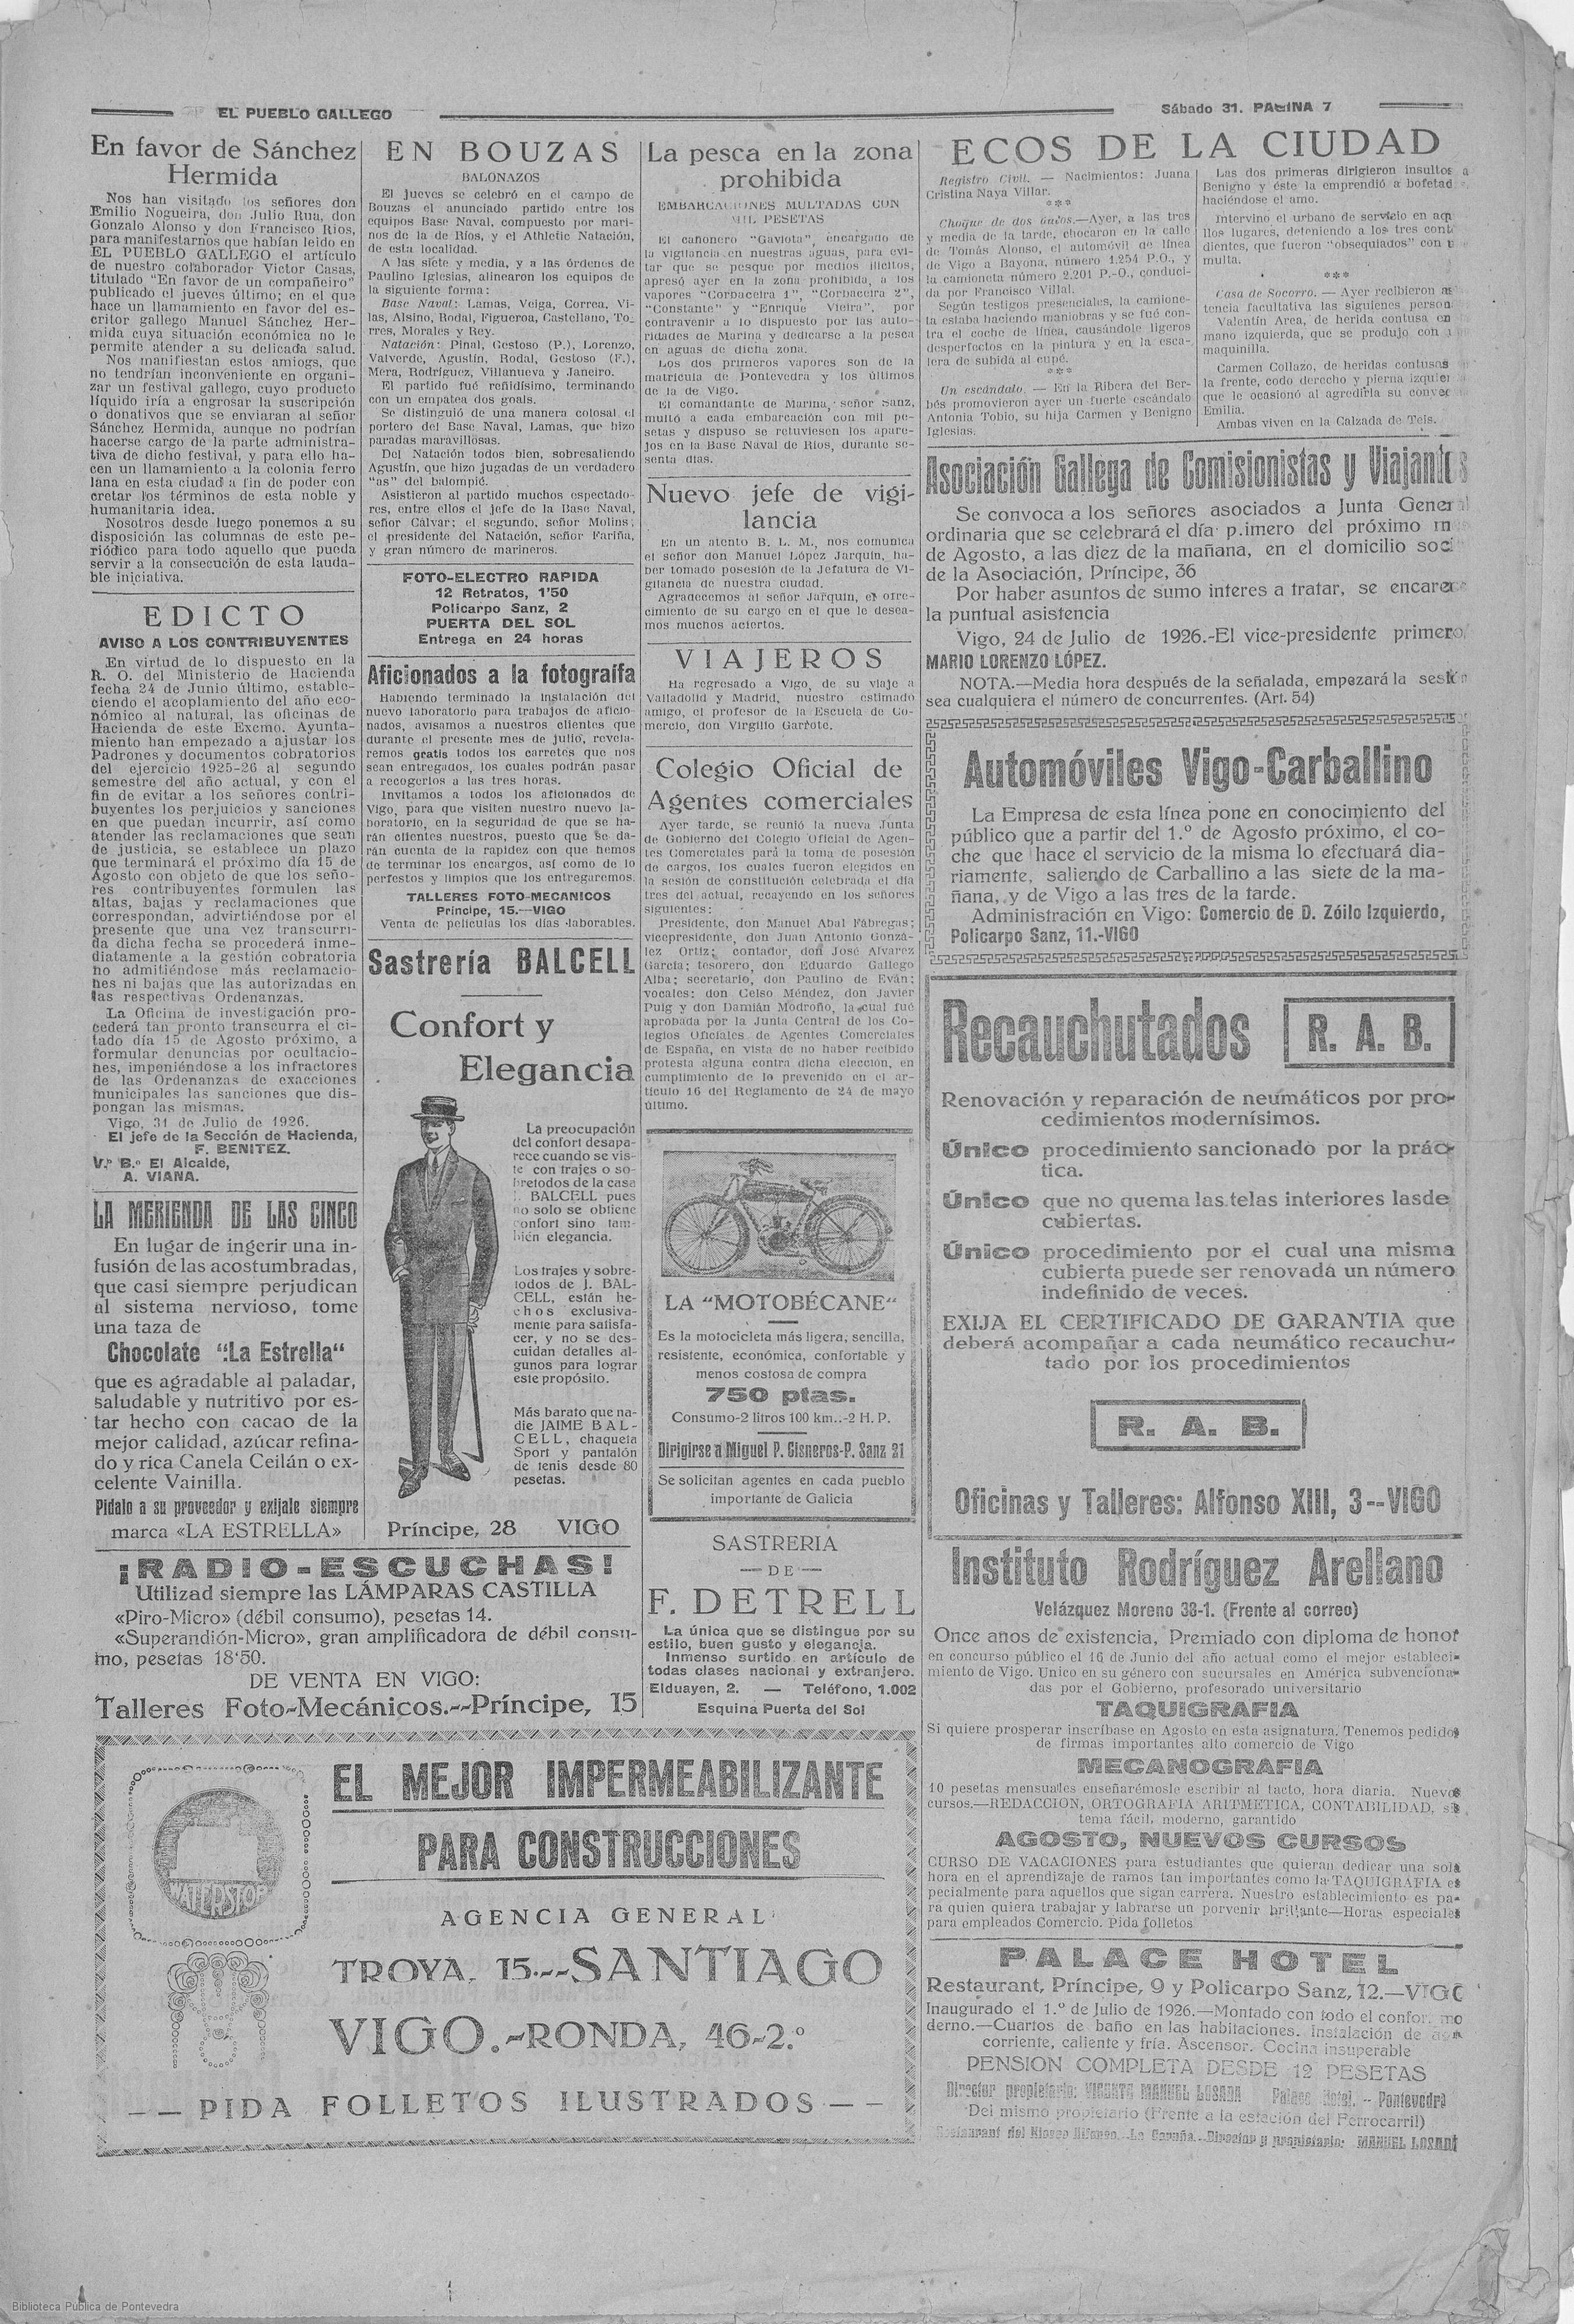 EL PUEBLO GALLEGO
Sábado 31. PAGINA 7
En favor de Sánchez
Hermida
Nos han visitado los señores don
Emilio Nogueira, don Julio Rua, don
Gonzalo Alonso y don Francisco Rios,
para manifestarnos que habían leido en
EL PUEBLO GALLEGO el artículo
de nuestro colaborador Victor Casas,
titulado "En favor de un compañeiro"
publicado el jueves último; en el que
hace un llamamiento en favor del es-
critor gallego Manuel Sánchez Her-
mida cuya situación económica no le
permite atender a su delicada salud.
Nos manifiestan estos amiogs, que
no tendrían inconveniente en organi-
zar un festival gallego, cuyo producto
líquido iría a engrosar la suscripción
o donativos que se enviaran al señor
Sánchez Hermida, aunque no podrían
hacerse cargo de la parte administra-
tiva de dicho festival, y para ello ha-
cen un llamamiento a la colonia ferro
lana en esta ciudad a fin de poder con
cretar los términos de esta noble y
humanitaria idea.
Nosotros desde luego ponemos a su
disposición las columnas de este pe-
riódico para todo aquello que pueda
servir a la consecución de esta lauda-
ble iniciativa.
EDICTO
AVISO A LOS CONTRIBUYENTES
En virtud de lo dispuesto en la
R. O. del Ministerio de Hacienda
fecha 24 de Junio último, estable-
ciendo el acoplamiento del año eco-
nómico al natural, las oficinas de
Hacienda de este Excmo. Ayunta-
miento han empezado a ajustar los
Padrones y documentos cobratorios
del ejercicio 1925-26 al segundo
semestre del año actual, y con el
fin de evitar a los señores contri-
buyentes los perjuicios y sanciones
en que puedan incurrir, así como
atender las reclamaciones que sean
de justicia, se establece un plazo
que terminará el próximo día 15 de
Agosto con objeto de que los seño-
res contribuyentes formulen las
altas, bajas y reclamaciones que
correspondan, advirtiéndose por el
presente que una vez transcurri-
da dicha fecha se procederá inme-
diatamente a la gestión cobratoria
no admitiéndose más reclamacio-
nes ni bajas que las autorizadas en
las respectivas Ordenanzas.
La Oficina de investigación pro-
cederá tan pronto transcurra el ci-
tado día 15 de Agosto próximo, a
formular denuncias por ocultacio-
nes, imponiéndose a los infractores
de las Ordenanzas de exacciones
municipales las sanciones que dis-
pongan las mismas.
Vigo, 31 de Julio de 1926.
El jefe de la Sección de Hacienda,
F. BENITEZ.
V.º B.º El Alcalde,
A. VIANA.
LA MERIENDA DE LAS CINCO
En lugar de ingerir una in-
fusión de las acostumbradas,
que casi siempre perjudican
al sistema nervioso, tome
una taza de
Chocolate "La Estrella"
que es agradable al paladar,
saludable y nutritivo por es-
tar hecho con cacao de la
mejor calidad, azúcar refina-
do y rica Canela Ceilán o ex-
celente Vainilla.
Pídalo a su proveedor y exíjale siempre
marca «LA ESTRELLA»
EN BOUZAS
BALONAZOS
El jueves se celebró en el campo de
Bouzas el anunciado partido entre los
equipos Base Naval, compuesto por mari-
nos de la de Ríos, y el Athletic Natación,
de esta localidad.
A las siete y media, y a las órdenes de
Paulino Iglesias, alinearon los equipos de
la siguiente forma:
Base Naval: Lamas, Veiga, Correa, Vi-
las, Alsino, Rodal, Figueroa, Castellano, To-
rres, Morales y Rey.
Natación: Pinal, Gestoso (P.), Lorenzo,
Valverde, Agustín, Rodal, Gestoso (F.),
Mera, Rodríguez, Villanueva y Janeiro.
El partido fué reñidísimo, terminando
con un empatea dos goals.
Se distinguió de una manera colosal el
portero del Base Naval, Lamas, que hizo
paradas maravillosas.
Del Natación todos bien, sobresaliendo
Agustín, que hizo jugadas de un verdadero
"as" del balompié.
Asistieron al partido muchos espectado-
res, entre ellos el jefe de la Base Naval,
señor Cálvar; el segundo, señor Molins;
el presidente del Natación, señor Fariña,
y gran número de marineros.
FOTO-ELECTRO RAPIDA
12 Retratos, 1'50
Policarpo Sanz, 2
PUERTA DEL SOL
Entrega en 24 horas
Aficionados a la fotografía
Habiendo terminado la instalación del
nuevo laboratorio para trabajos de aficio-
nados, avisamos a nuestros clientes que
durante el presente mes de julio, revela-
remos gratis todos los carretes que nos
sean entregados, los cuales podrán pasar
a recogerlos a las tres horas.
Invitamos a todos los aficionados de
Vigo, para que visiten nuestro nuevo la-
boratorio, en la seguridad de que se ha-
rán clientes nuestros, puesto que se da-
rán cuenta de la rapidez con que hemos
de terminar los encargos, así como de lo
perfestos y limpios que los entregaremos.
TALLERES FOTO-MECANICOS
Príncipe, 15.—VIGO
Venta de películas los días laborables.
Sastrería BALCELL
Confort y
Elegancia
La preocupación
del confort desapa-
rece cuando se vis-
te con trajes o so-
bretodos de la casa
J. BALCELL pues
no solo se obtiene
confort sino tam-
bién elegancia.
Los trajes y sobre-
todos de J. BAL-
CELL, están he-
chos exclusiva-
mente para satisfa-
cer, y no se des-
cuidan detalles al-
gunos para lograr
este propósito.
Más barato que na-
die JAIME BAL-
CELL, chaqueta
Sport y pantalón
de tenis desde 80
pesetas.
Príncipe, 28 VIGO
¡RADIO-ESCUCHAS!
Utilizad siempre las LÁMPARAS CASTILLA
«Piro-Micro» (débil consumo), pesetas 14.
«Superandión-Micro», gran amplificadora de débil consu-
mo, pesetas 18'50.
DE VENTA EN VIGO:
Talleres Foto-Mecánicos.--Príncipe, 15
La pesca en la zona
prohibida
EMBARCACIONES MULTADAS CON
MIL PESETAS
El cañonero "Gaviota", encargado de
la vigilancia en nuestras aguas, para evi-
tar que se pesque por medios ilícitos,
apresó ayer en la zona prohibida, a los
vapores "Corbaceira 1", "Corbaceira 2",
"Constante" y "Enrique Vieira", por
contravenir a lo dispuesto por las auto-
ridades de Marina y dedicarse a la pesca
en aguas de dicha zona.
Los dos primeros vapores son de la
matrícula de Pontevedra y los últimos
de la de Vigo.
El comandante de Marina, señor Sanz,
multó a cada embarcación con mil pe-
setas y dispuso se retuviesen los apare-
jos en la Base Naval de Ríos, durante se-
senta días.
Nuevo jefe de vigi-
lancia
En un atento B. L. M., nos comunica
el señor don Manuel López Jarquín, ha-
ber tomado posesión de la Jefatura de Vi-
gilancia de nuestra ciudad.
Agradecemos al señor Jarquín, el ofre-
cimiento de su cargo en el que le desea-
mos muchos aciertos.
VIAJEROS
Ha regresado a Vigo, de su viaje a
Valladolid y Madrid, nuestro estimado
amigo, el profesor de la Escuela de Co-
mercio, don Virgilio Garrote.
Colegio Oficial de
Agentes comerciales
Ayer tarde, se reunió la nueva Junta
de Gobierno del Colegio Oficial de Agen-
tes Comerciales para la toma de posesión
de cargos, los cuales fueron elegidos en
la sesión de constitución celebrada el día
tres del actual, recayendo en los señores
siguientes:
Presidente, don Manuel Abal Fábregas;
vicepresidente, don Juan Antonio Gonzá-
lez Ortiz; contador, don José Alvarez
García; tesorero, don Eduardo Gallego
Alba; secretario, don Paulino de Eván;
vocales: don Celso Méndez, don Javier
Puig y don Damián Modroño, la cual fué
aprobada por la Junta Central de los Co-
legios Oficiales de Agentes Comerciales
de España, en vista de no haber recibido
protesta alguna contra dicha elección, en
cumplimiento de lo prevenido en el ar-
tículo 16 del Reglamento de 24 de mayo
último.
LA "MOTOBÉCANE"
Es la motocicleta más ligera, sencilla,
resistente, económica, confortable y
menos costosa de compra
750 ptas.
Consumo-2 litros 100 km..-2 H. P.
Dirigirse a Miguel P. Cisneros-P. Sanz 21
Se solicitan agentes en cada pueblo
importante de Galicia
SASTRERIA
— DE —
F. DETRELL
La única que se distingue por su
estilo, buen gusto y elegancia.
Inmenso surtido en artículo de
todas clases nacional y extranjero.
Elduayen, 2. — Teléfono, 1.002
Esquina Puerta del Sol
WATERSTOP
EL MEJOR IMPERMEABILIZANTE
PARA CONSTRUCCIONES
AGENCIA GENERAL
TROYA, 15.--SANTIAGO
VIGO.-RONDA, 46-2.º
—— PIDA FOLLETOS ILUSTRADOS ——
ECOS DE LA CIUDAD
Registro Civil. — Nacimientos: Juana
Cristina Naya Villar.
***
Choque de dos autos.—Ayer, a las tres
y media de la tarde, chocaron en la calle
de Tomás Alonso, el automóvil de línea
de Vigo a Bayona, número 1.254 P.O., y
la camioneta número 2.201 P.-O., conduci-
da por Francisco Villal.
Según testigos presenciales, la camione-
ta estaba haciendo maniobras y se fué con-
tra el coche de línea, causándole ligeros
desperfectos en la pintura y en la esca-
lera de subida al cupé.
***
Un escándalo. — En la Ribera del Ber-
bés promovieron ayer un fuerte escándalo
Antonia Tobio, su hija Carmen y Benigno
Iglesias.
Las dos primeras dirigieron insultos a
Benigno y éste la emprendió a bofetad
haciéndose el amo.
Intervino el urbano de servicio en aq
llos lugares, deteniendo a los tres cont
dientes, que fueron "obsequiados" con
multa.
***
Casa de Socorro. — Ayer recibieron as
tencia facultativa las siguienes person
Valentín Area, de herida contusa en
mano izquierda, que se produjo con
maquinilla.
Carmen Collazo, de heridas contusas
la frente, codo derecho y pierna izquier
que le ocasionó al agredirla su convec
Emilia.
Ambas viven en la Calzada de Teis.
Asociación Gallega de Comisionistas y Viajantes
Se convoca a los señores asociados a Junta General
ordinaria que se celebrará el día p.imero del próximo m
de Agosto, a las diez de la mañana, en el domicilio soci
de la Asociación, Príncipe, 36
Por haber asuntos de sumo interes a tratar, se encarece
la puntual asistencia
Vigo, 24 de Julio de 1926.-El vice-presidente primero,
MARIO LORENZO LÓPEZ.
NOTA.—Media hora después de la señalada, empezará la sesión
sea cualquiera el número de concurrentes. (Art. 54)
Automóviles Vigo-Carballino
La Empresa de esta línea pone en conocimiento del
público que a partir del 1.º de Agosto próximo, el co-
che que hace el servicio de la misma lo efectuará dia-
riamente, saliendo de Carballino a las siete de la ma-
ñana, y de Vigo a las tres de la tarde.
Administración en Vigo: Comercio de D. Zóilo Izquierdo,
Policarpo Sanz, 11.-VIGO
Recauchutados R. A. B.
Renovación y reparación de neumáticos por pro-
cedimientos modernísimos.
Único procedimiento sancionado por la prác-
tica.
Único que no quema las telas interiores lasde
cubiertas.
Único procedimiento por el cual una misma
cubierta puede ser renovada un número
indefinido de veces.
EXIJA EL CERTIFICADO DE GARANTIA que
deberá acompañar a cada neumático recauchu-
tado por los procedimientos
R. A. B.
Oficinas y Talleres: Alfonso XIII, 3--VIGO
Instituto Rodríguez Arellano
Velázquez Moreno 38-1. (Frente al correo)
Once años de existencia, Premiado con diploma de honor
en concurso público el 16 de Junio del año actual como el mejor estableci-
miento de Vigo. Unico en su género con sucursales en América subvenciona-
das por el Gobierno, profesorado universitario
TAQUIGRAFIA
Si quiere prosperar inscríbase en Agosto en esta asignatura. Tenemos pedidos
de firmas importantes alto comercio de Vigo
MECANOGRAFIA
10 pesetas mensuales enseñarémosle escribir al tacto, hora diaria. Nuevos
cursos.—REDACCION, ORTOGRAFIA ARITMETICA, CONTABILIDAD, sis
tema fácil, moderno, garantido
AGOSTO, NUEVOS CURSOS
CURSO DE VACACIONES para estudiantes que quieran dedicar una sola
hora en el aprendizaje de ramos tan importantes como la TAQUIGRAFIA es
pecialmente para aquellos que sigan carrera. Nuestro establecimiento es pa-
ra quien quiera trabajar y labrarse un porvenir brillante—Horas especiales
para empleados Comercio. Pida folletos
PALACE HOTEL
Restaurant, Príncipe, 9 y Policarpo Sanz, 12.—VIGO
Inaugurado el 1.º de Julio de 1926.—Montado con todo el confor. mo
derno.—Cuartos de baño en las habitaciones. Instalación de agua
corriente, caliente y fría. Ascensor. Cocina insuperable
PENSION COMPLETA DESDE 12 PESETAS
Director propietario: VICENTE MANUEL LOSADA Palace Hotel. - Pontevedra
Del mismo propietario (Frente a la estación del Ferrocarril)
Restaurant del Kiosco Alfonso.-La Coruña.-Director y propietario: MANUEL LOSADA
Biblioteca Pública de Pontevedra